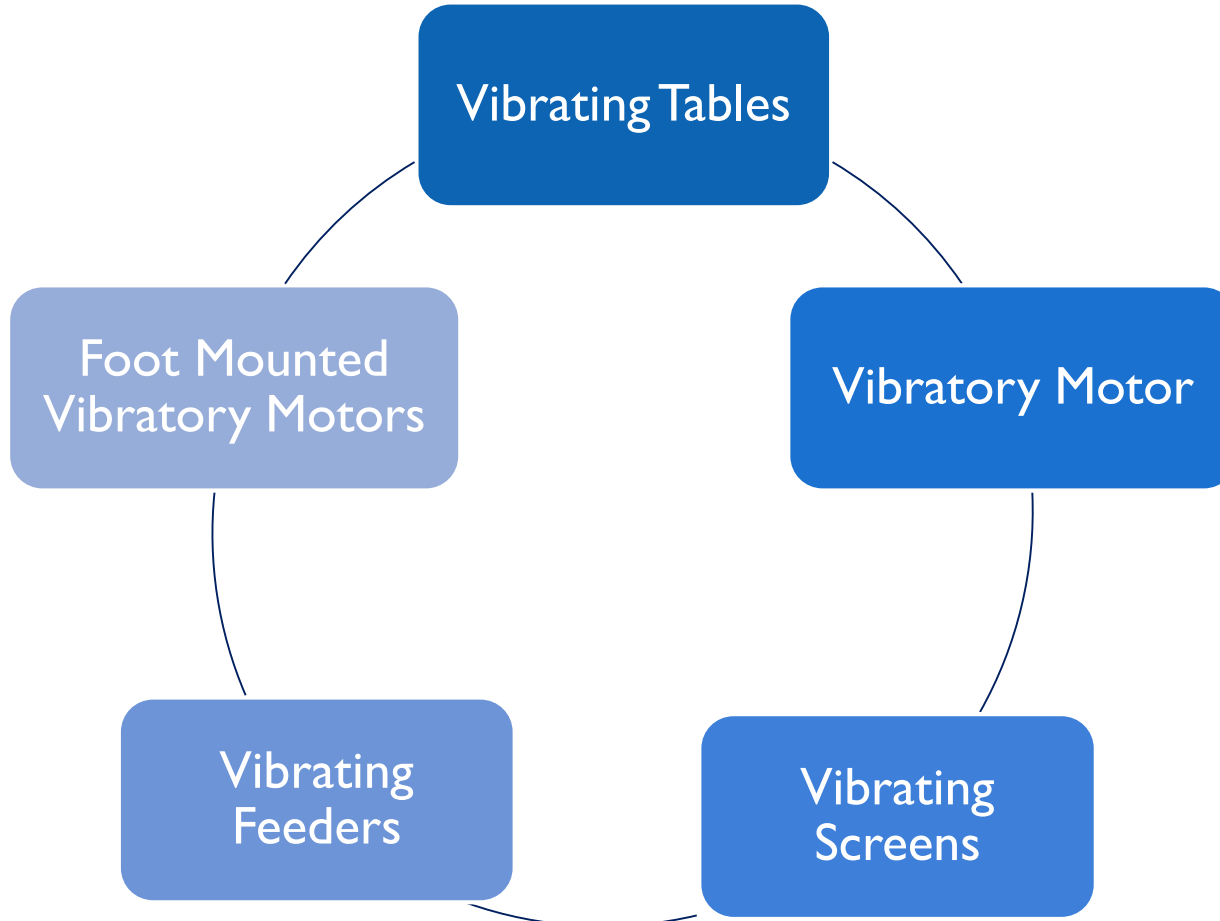 Vibrating Tables
Foot Mounted
Vibratory Motors
Vibratory Motor
Vibrating
Feeders
Vibrating
Screens